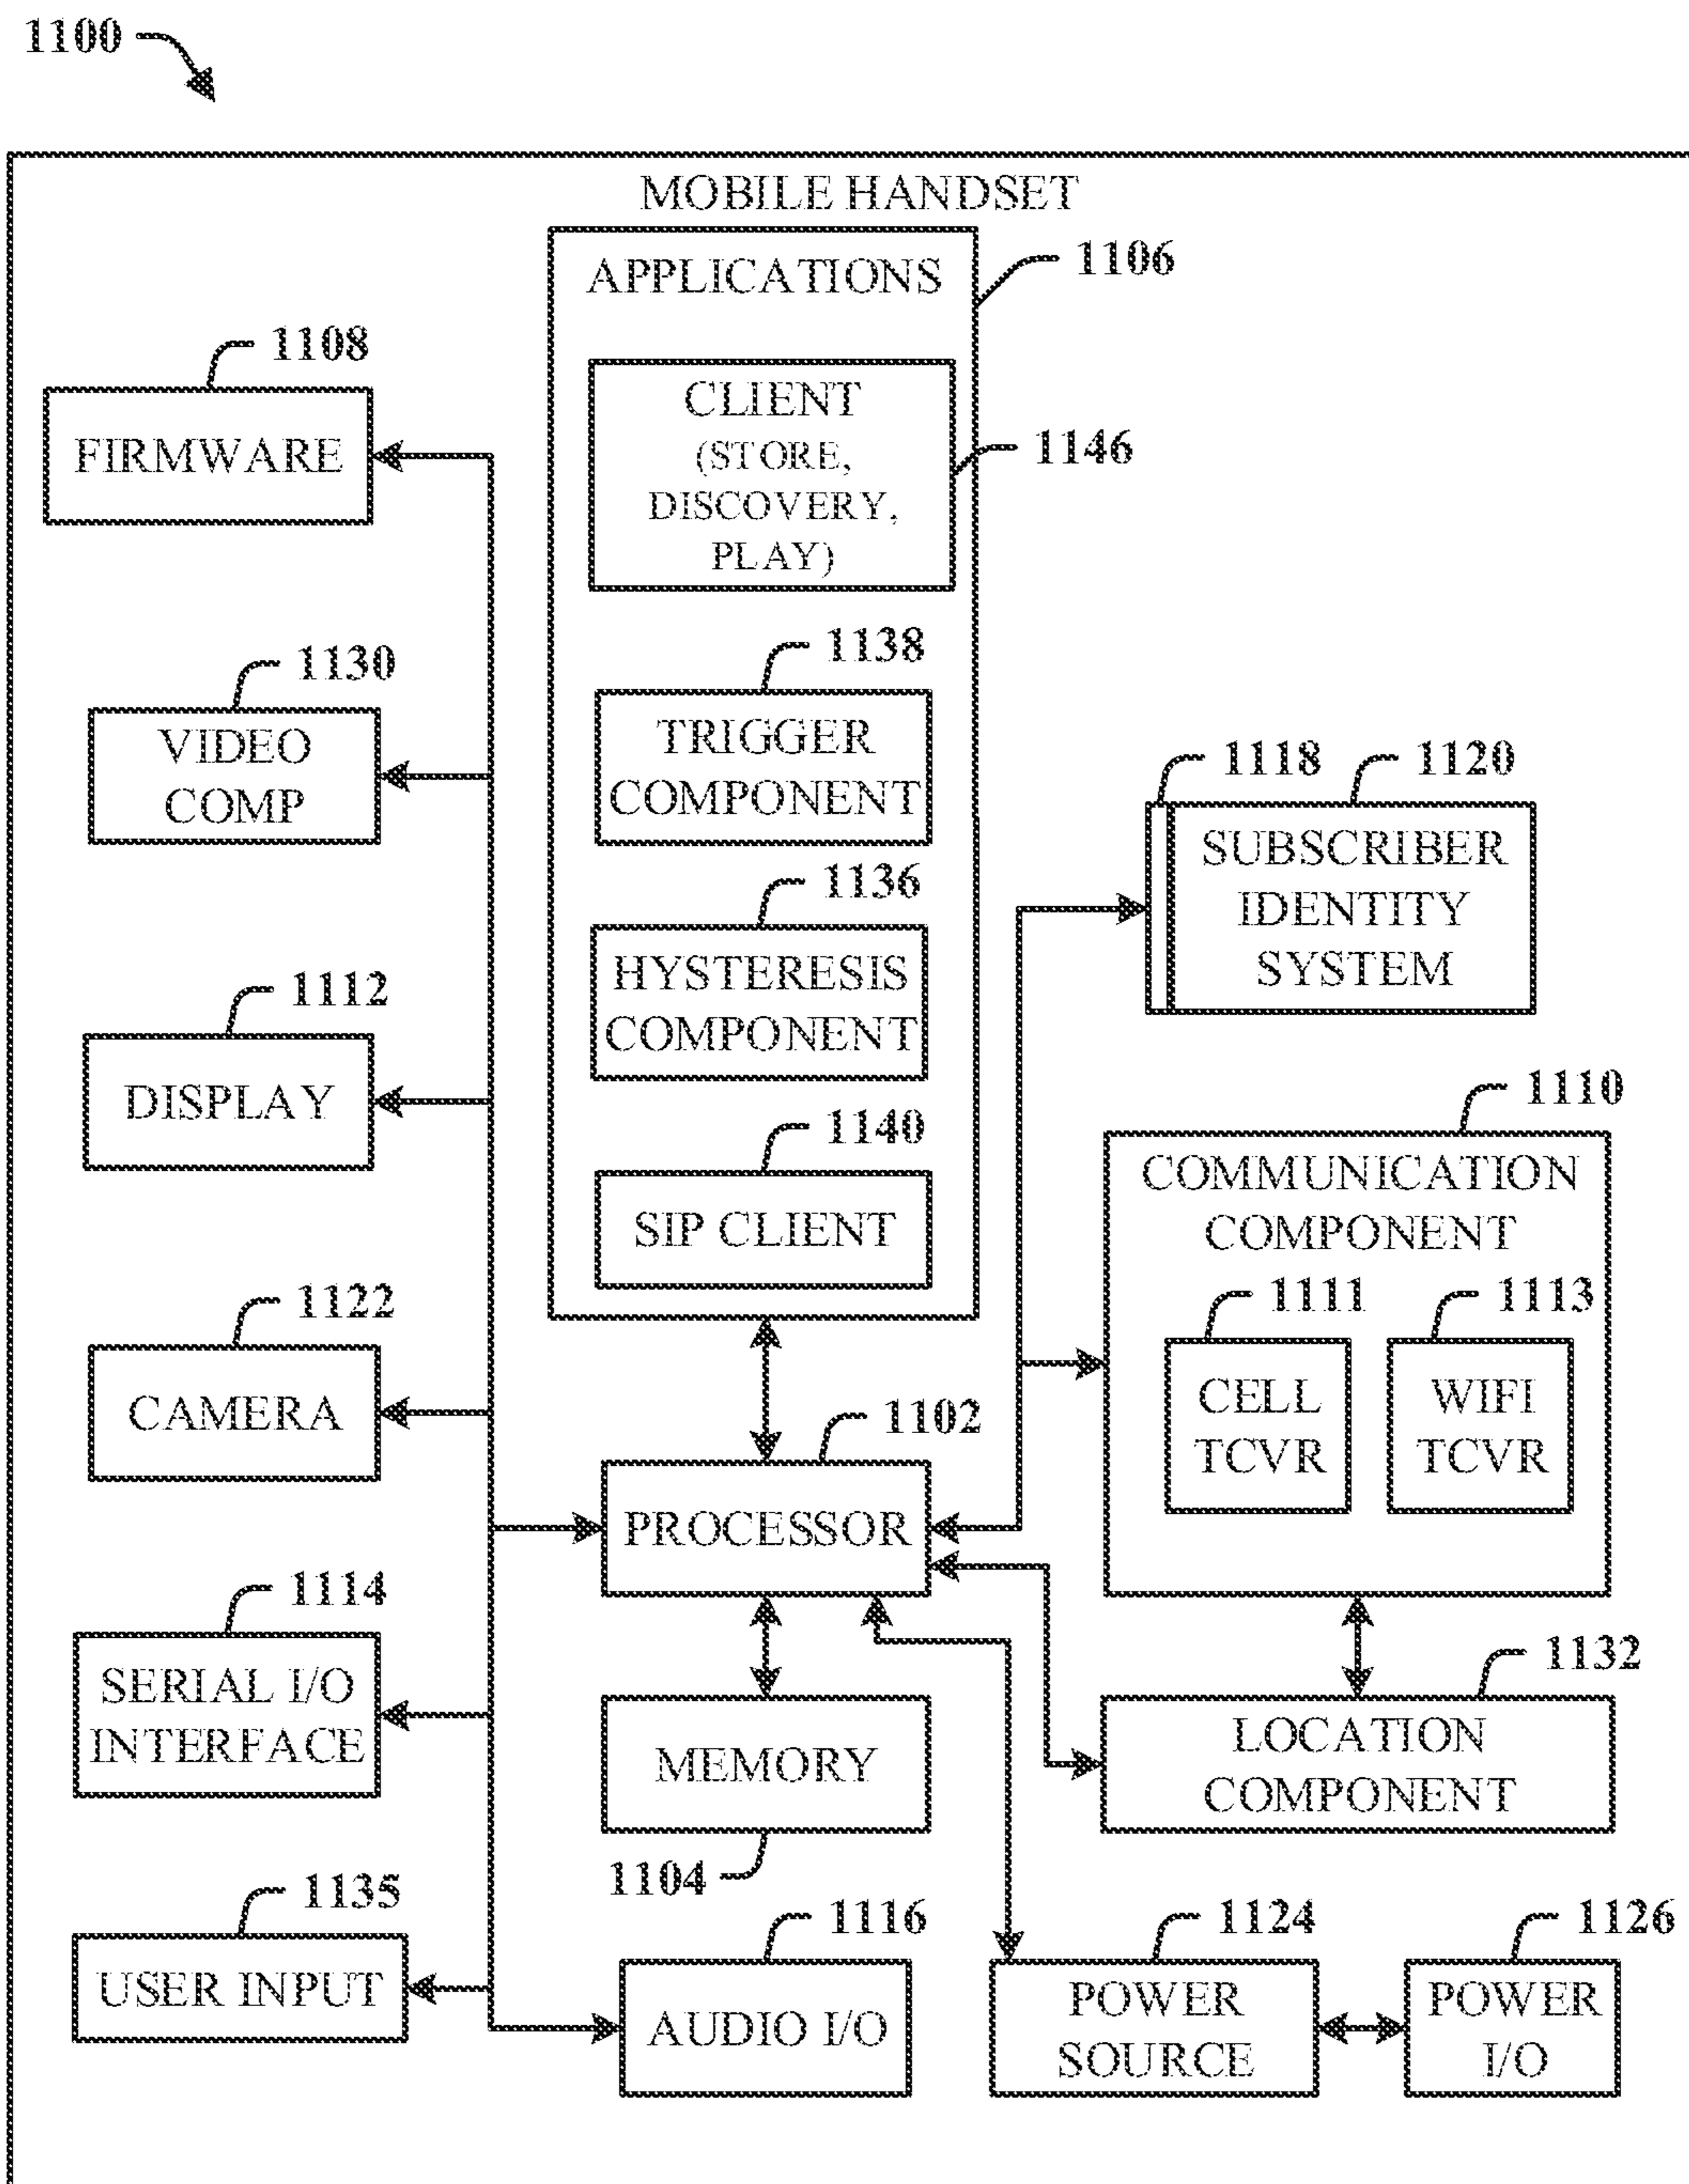 1100
MOBILE HANDSET
APPLICATIONS
1106
CLIENT
(STORE,
DISCOVERY,
PLAY)
1146
1138
TRIGGER
COMPONENT
1136
HYSTERESIS
COMPONENT
1140
SIP CLIENT
1108
FIRMWARE
1130
VIDEO
COMP
1112
DISPLAY
1122
CAMERA
1114
SERIAL I/O
INTERFACE
1135
USER INPUT
1102
PROCESSOR
MEMORY
1104
1116
AUDIO I/O
1118
1120
SUBSCRIBER
IDENTITY
SYSTEM
1110
COMMUNICATION
COMPONENT
1111
CELL
TCVR
1113
WIFI
TCVR
1132
LOCATION
COMPONENT
1124
POWER
SOURCE
1126
POWER
I/O